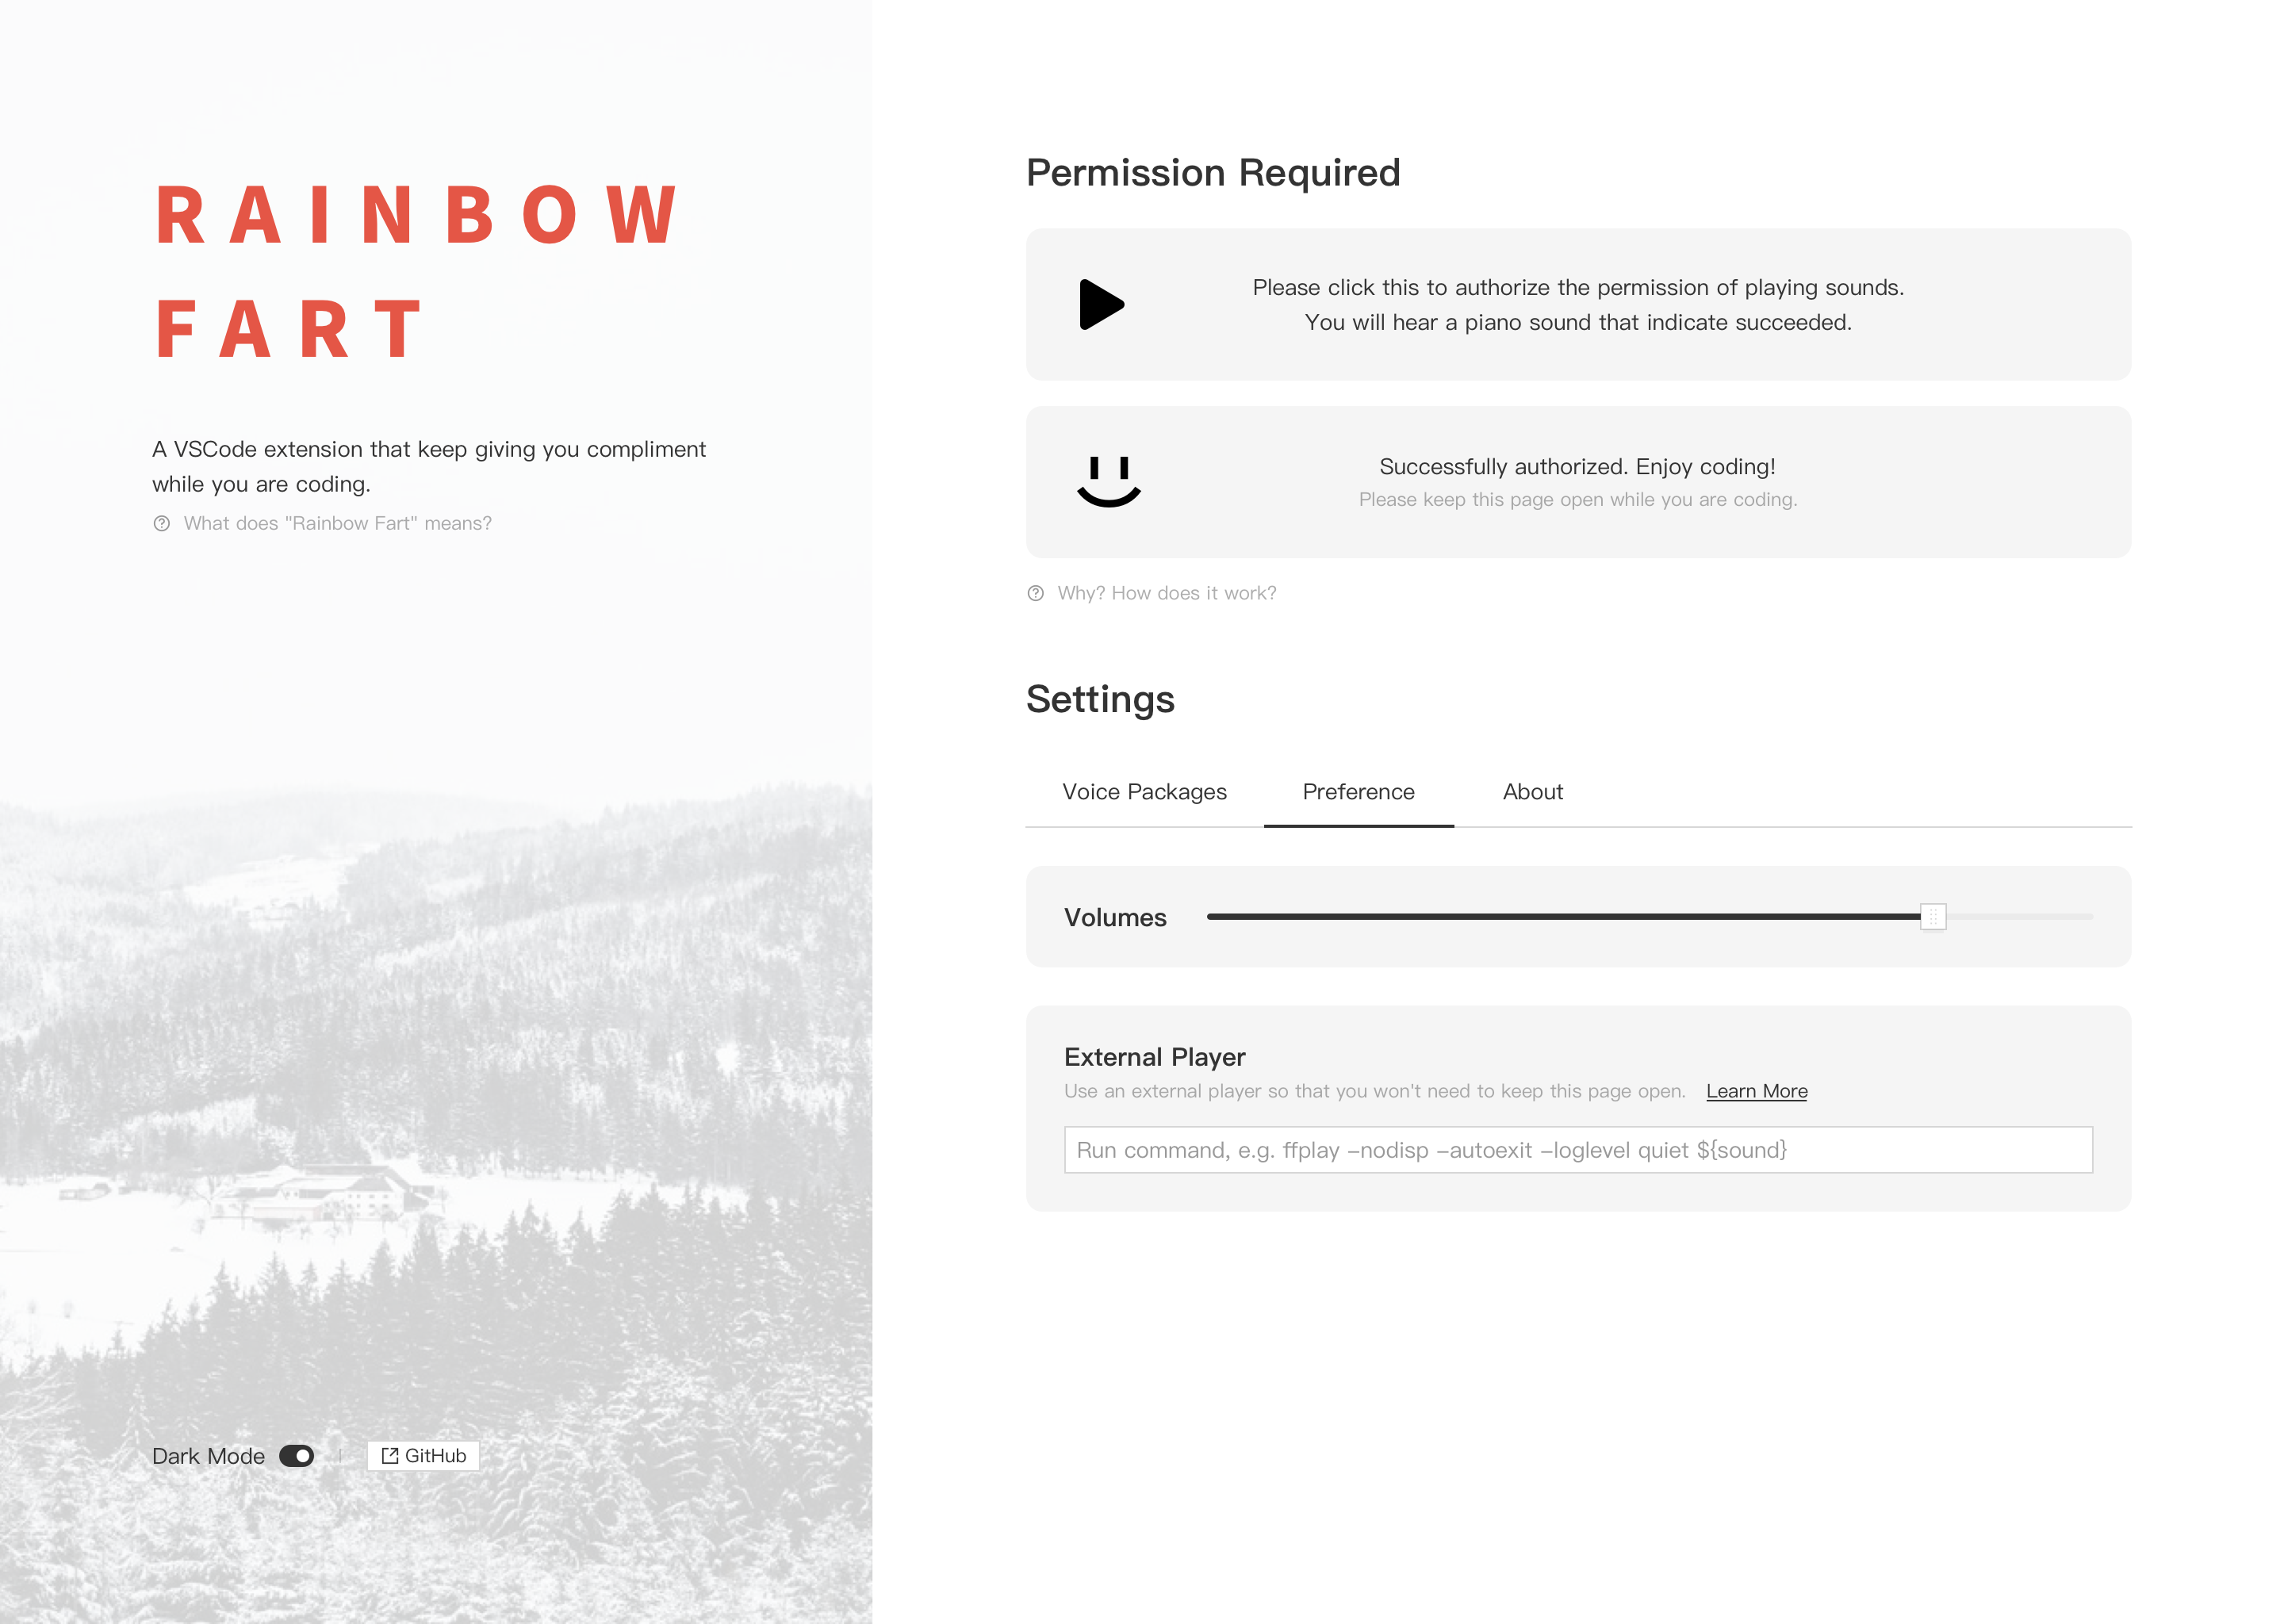 RAINBOW
FART
A VSCode extension that keep giving you compliment
while you are coding.
What does "Rainbow Fart" means?
Dark Mode
GitHub
Permission Required
Please click this to authorize the permission of playing sounds.
You will hear a piano sound that indicate succeeded.
Successfully authorized. Enjoy coding!
Please keep this page open while you are coding.
Why? How does it work?
Settings
Voice Packages Preference About
Volumes
External Player
Use an external player so that you won't need to keep this page open. Learn More
Run command, e.g. ffplay –nodisp –autoexit –loglevel quiet ${sound}